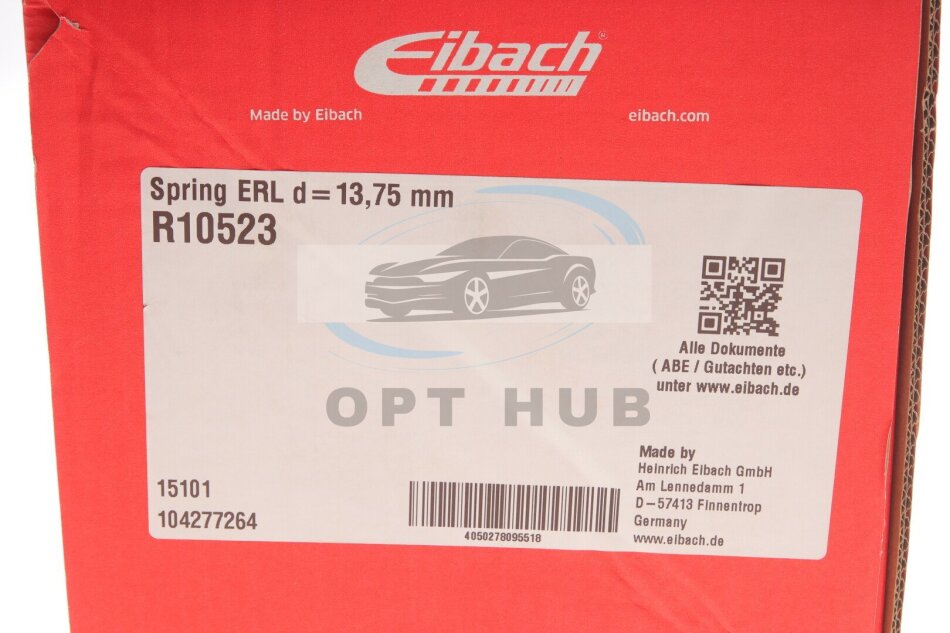 Eibach®
Made by Eibach
eibach.com
Spring ERL d=13,75 mm
R10523
Alle Dokumente
( ABE / Gutachten etc.)
unter www.eibach.de
OPT HUB
Made by
Heinrich Eibach GmbH
Am Lennedamm 1
D-57413 Finnentrop
Germany
www.eibach.de
15101
104277264
4050278095518